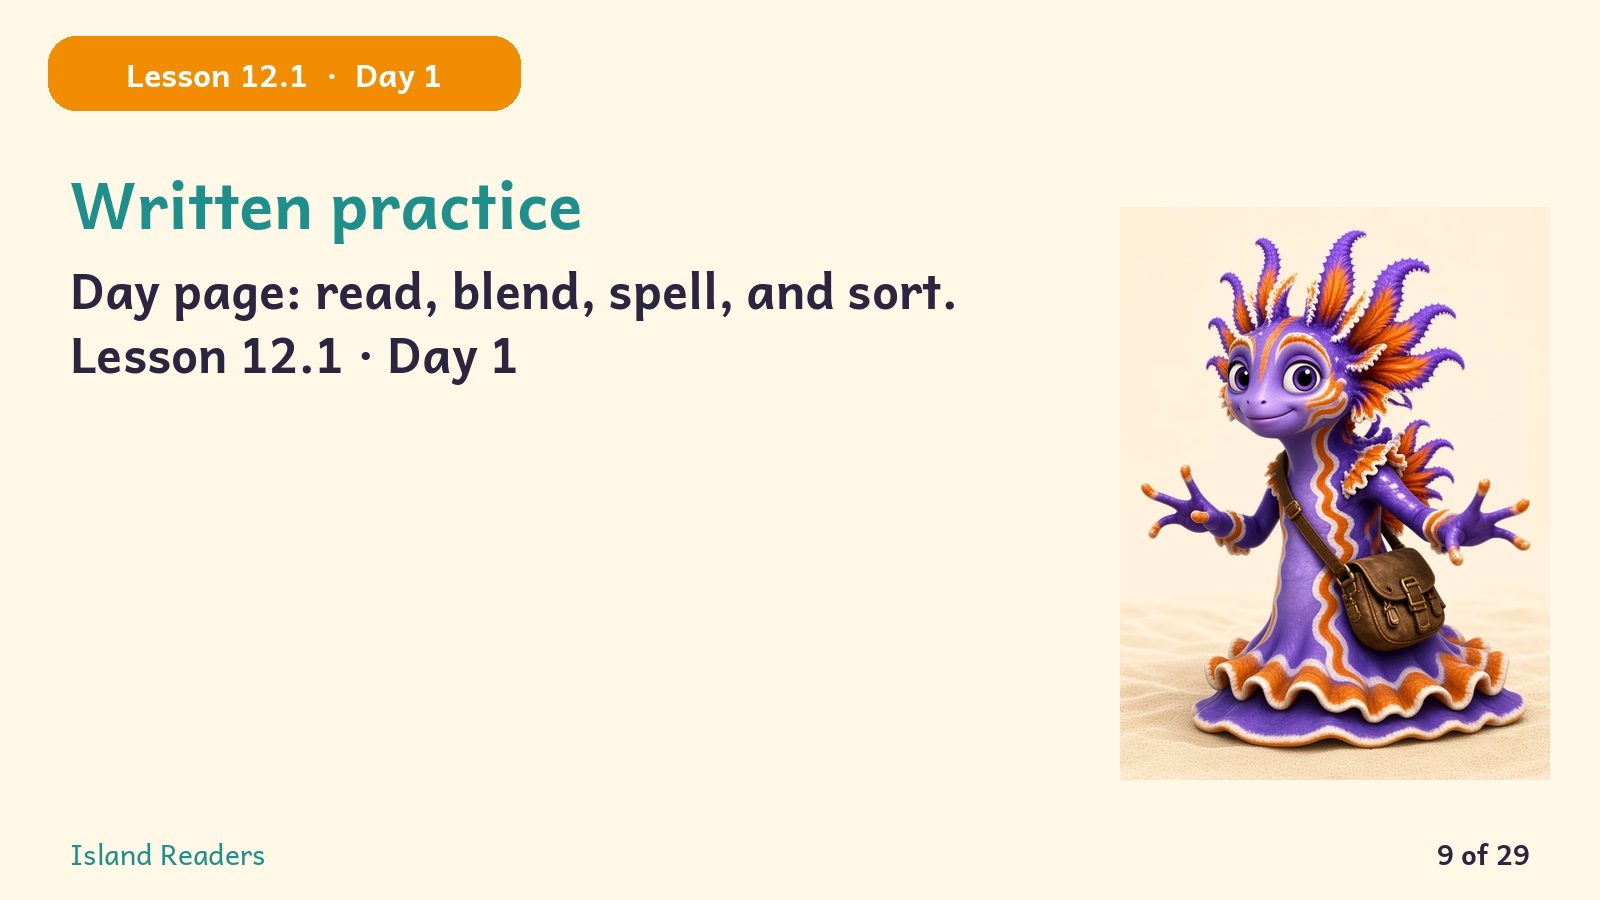 Lesson 12.1 · Day 1
Written practice
Day page: read, blend, spell, and sort.
Lesson 12.1 · Day 1
Island Readers
9 of 29